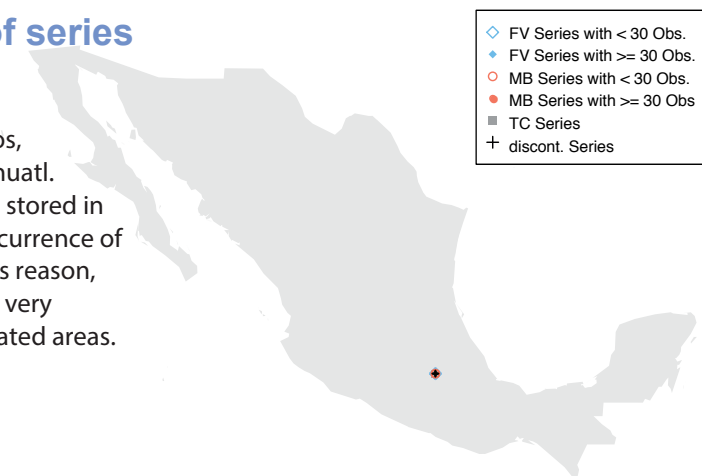 of series
os,
nuatl.
stored in
currence of
s reason,
very
ated areas.
FV Series with < 30 Obs.
FV Series with >= 30 Obs.
MB Series with < 30 Obs.
MB Series with >= 30 Obs
TC Series
discont. Series